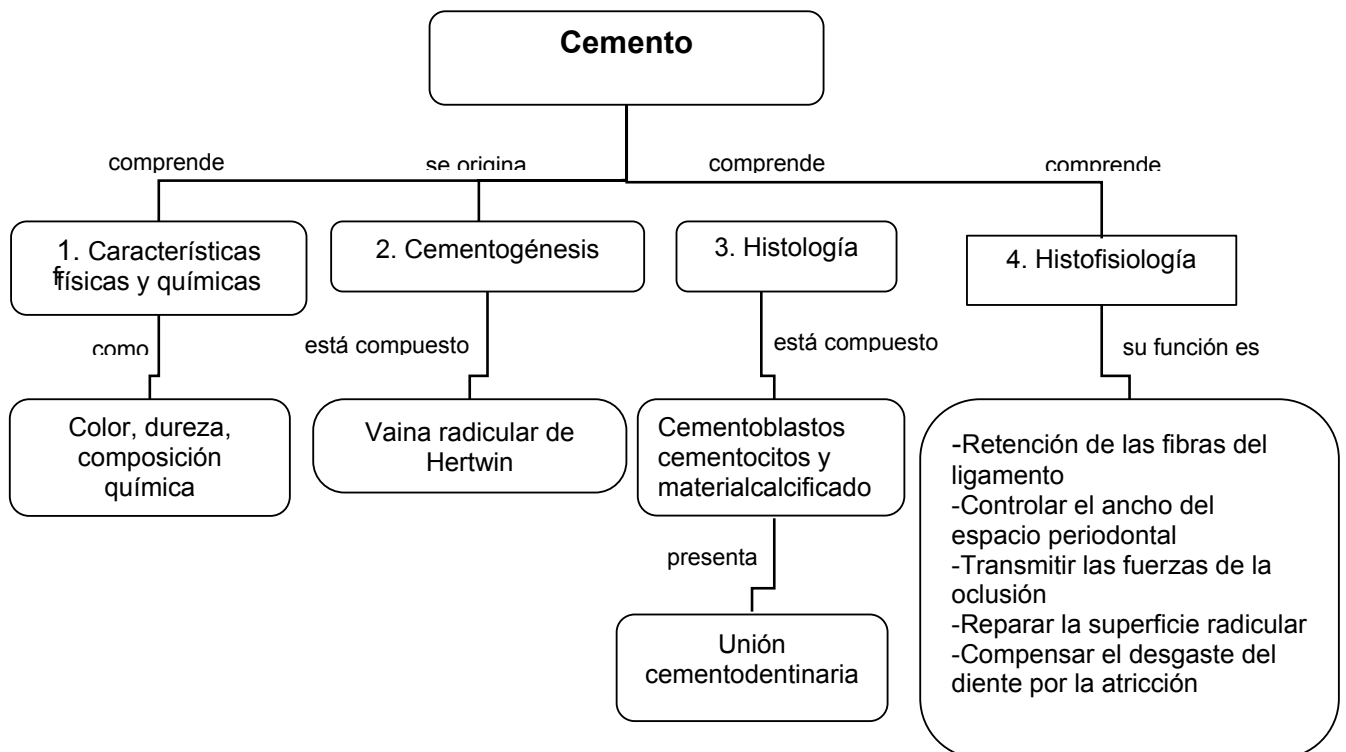 Cemento
comprende
se origina
comprende
comprende
1. Características
físicas y químicas
2. Cementogénesis
3. Histología
4. Histofisiología
como
está compuesto
está compuesto
su función es
Color, dureza,
composición
química
Vaina radicular de
Hertwin
Cementoblastos
cementocitos y
materialcalcificado
-Retención de las fibras del
ligamento
-Controlar el ancho del
espacio periodontal
-Transmitir las fuerzas de la
oclusión
-Reparar la superficie radicular
-Compensar el desgaste del
diente por la atricción
presenta
Unión
cementodentinaria